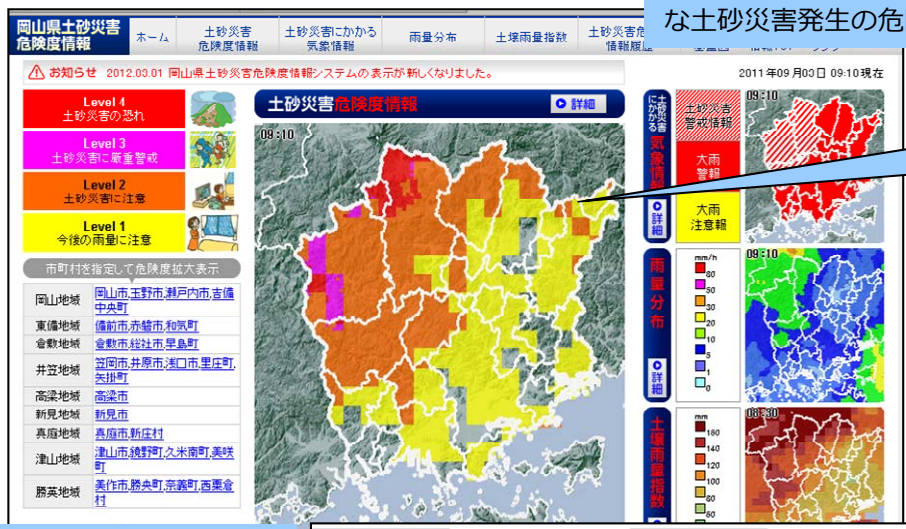 な土砂災害発生の危
岡山県土砂災害
危険度情報
ホーム
土砂災害
危険度情報
土砂災害にかかる
気象情報
雨量分布
土壌雨量指数
土砂災害危
情報履歴
お知らせ 2012.03.01 岡山県土砂災害危険度情報システムの表示が新しくなりました。
2011年09月03日 09:10現在
Level 4
土砂災害の恐れ
Level 3
土砂災害に厳重警戒
Level 2
土砂災害に注意
Level 1
今後の雨量に注意
市町村を指定して危険度拡大表示
岡山地域 岡山市,玉野市,瀬戸内市,吉備
中央町
東備地域 備前市,赤磐市,和気町
倉敷地域 倉敷市,総社市,早島町
井笠地域 笠岡市,井原市,浅口市,里庄町,
矢掛町
高梁地域 高梁市
新見地域 新見市
真庭地域 真庭市,新庄村
津山地域 津山市,鏡野町,久米南町,美咲
町
勝英地域 美作市,勝央町,奈義町,西粟倉
村
土砂災害危険度情報
詳細
09:10
土砂災害
にかかる
気象情報
詳細
土砂災害
警戒情報
大雨
警報
大雨
注意報
09:10
雨量分布
詳細
mm/h
80
50
30
20
10
5
1
0
09:10
土壌雨量指数
mm
160
140
120
100
80
60
08:30